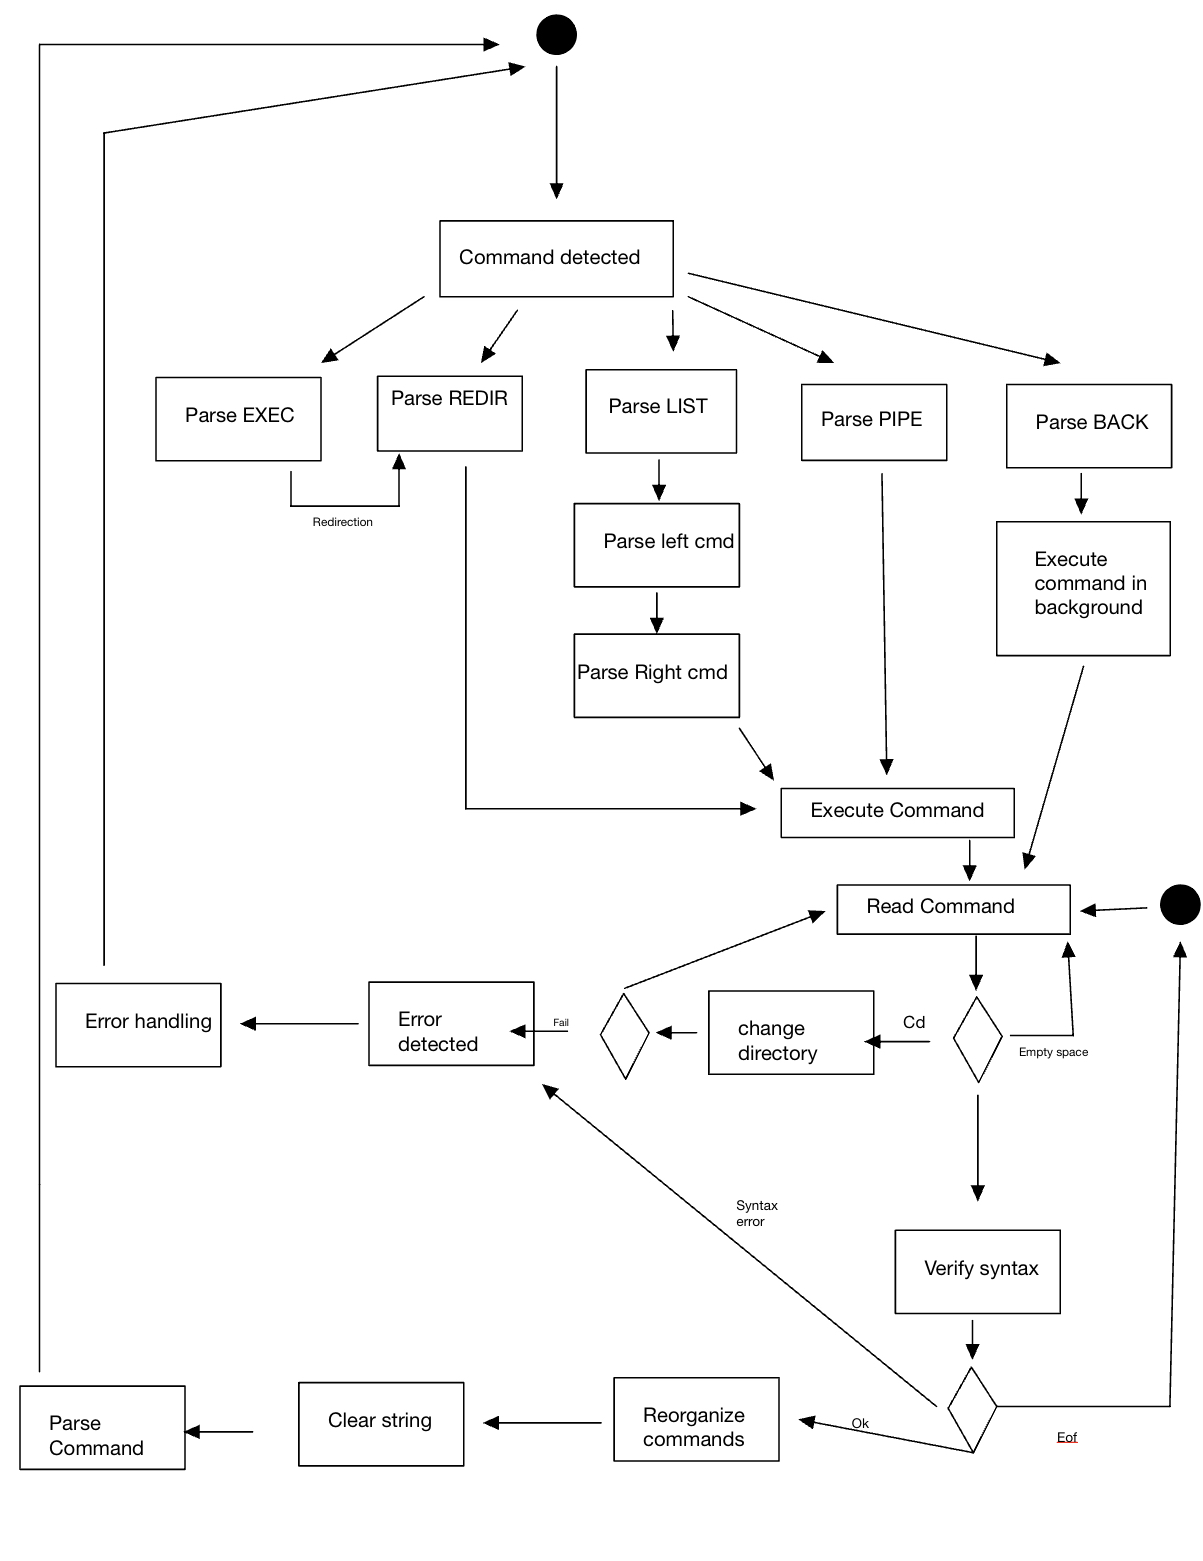 Command detected
Parse EXEC
Parse REDIR
Parse LIST
Parse PIPE
Parse BACK
Redirection
Parse left cmd
Execute
command in
background
Parse Right cmd
Execute Command
Read Command
Error handling
Error
detected
Fail
change
directory
Cd
Empty space
Syntax
error
Verify syntax
Parse
Command
Clear string
Reorganize
commands
Ok
Eof